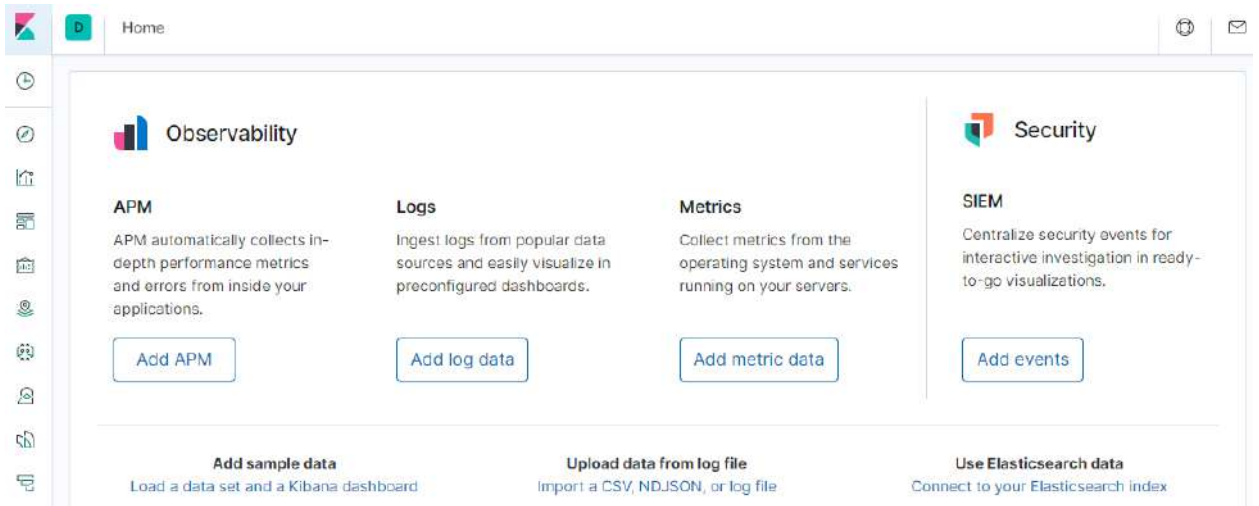 D Home
Observability
Security
APM
APM automatically collects in-
depth performance metrics
and errors from inside your
applications.
Add APM
Logs
Ingest logs from popular data
sources and easily visualize in
preconfigured dashboards.
Add log data
Metrics
Collect metrics from the
operating system and services
running on your servers.
Add metric data
SIEM
Centralize security events for
interactive investigation in ready-
to-go visualizations.
Add events
Add sample data
Load a data set and a Kibana dashboard
Upload data from log file
Import a CSV, NDJSON, or log file
Use Elasticsearch data
Connect to your Elasticsearch index